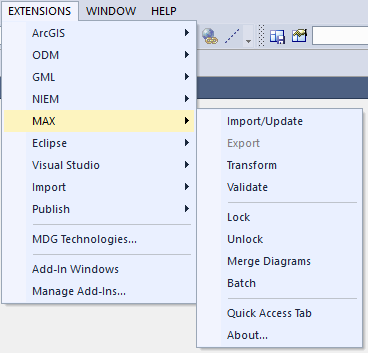 EXTENSIONS WINDOW HELP
ArcGIS
ODM
GML
NIEM
MAX
Eclipse
Visual Studio
Import
Publish
MDG Technologies...
Add-In Windows
Manage Add-Ins...
Import/Update
Export
Transform
Validate
Lock
Unlock
Merge Diagrams
Batch
Quick Access Tab
About...